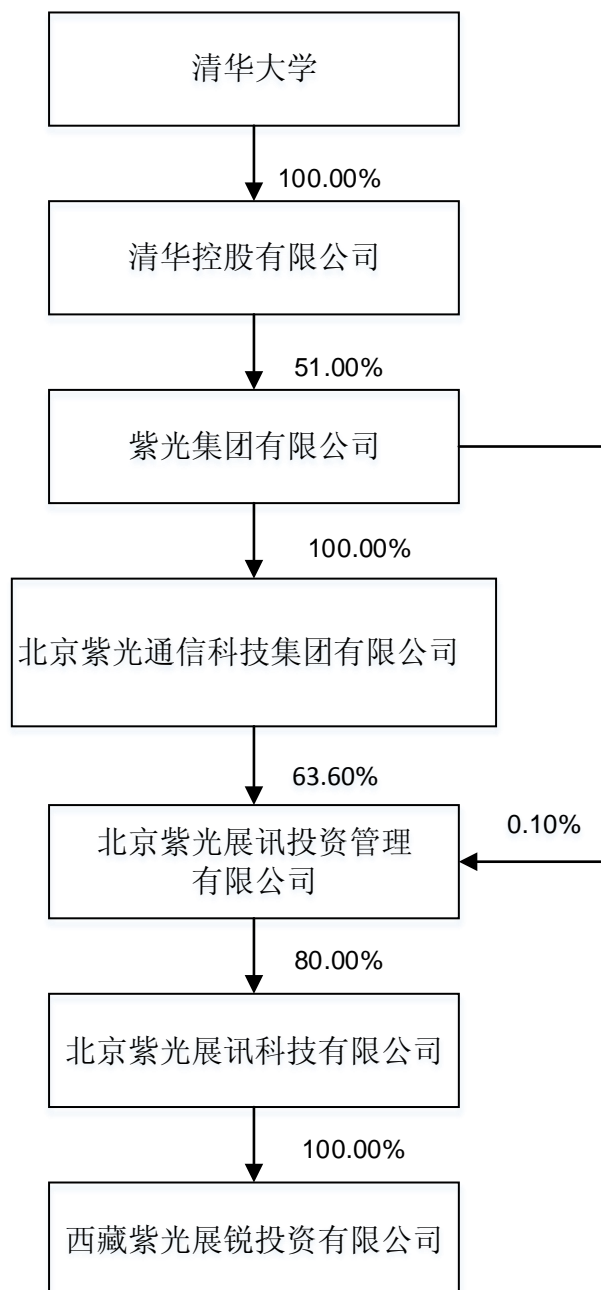 清华大学
100.00%
清华控股有限公司
51.00%
紫光集团有限公司
100.00%
北京紫光通信科技集团有限公司
63.60%
北京紫光展讯投资管理
有限公司
0.10%
80.00%
北京紫光展讯科技有限公司
100.00%
西藏紫光展锐投资有限公司